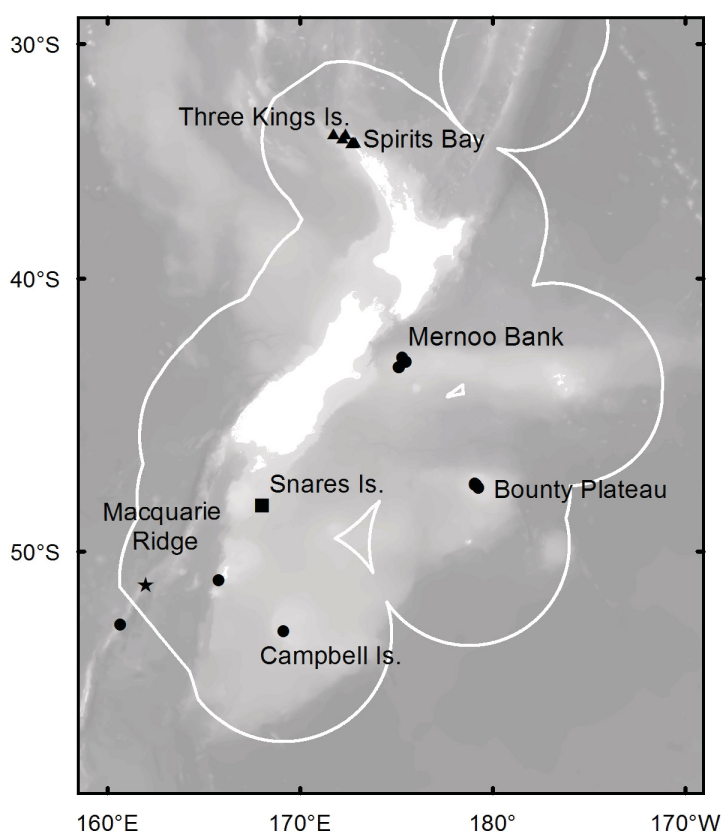 30°S
Three Kings Is.
Spirits Bay
40°S
Mernoo Bank
Snares Is.
Bounty Plateau
Macquarie
Ridge
50°S
Campbell Is.
160°E
170°E
180°
170°W